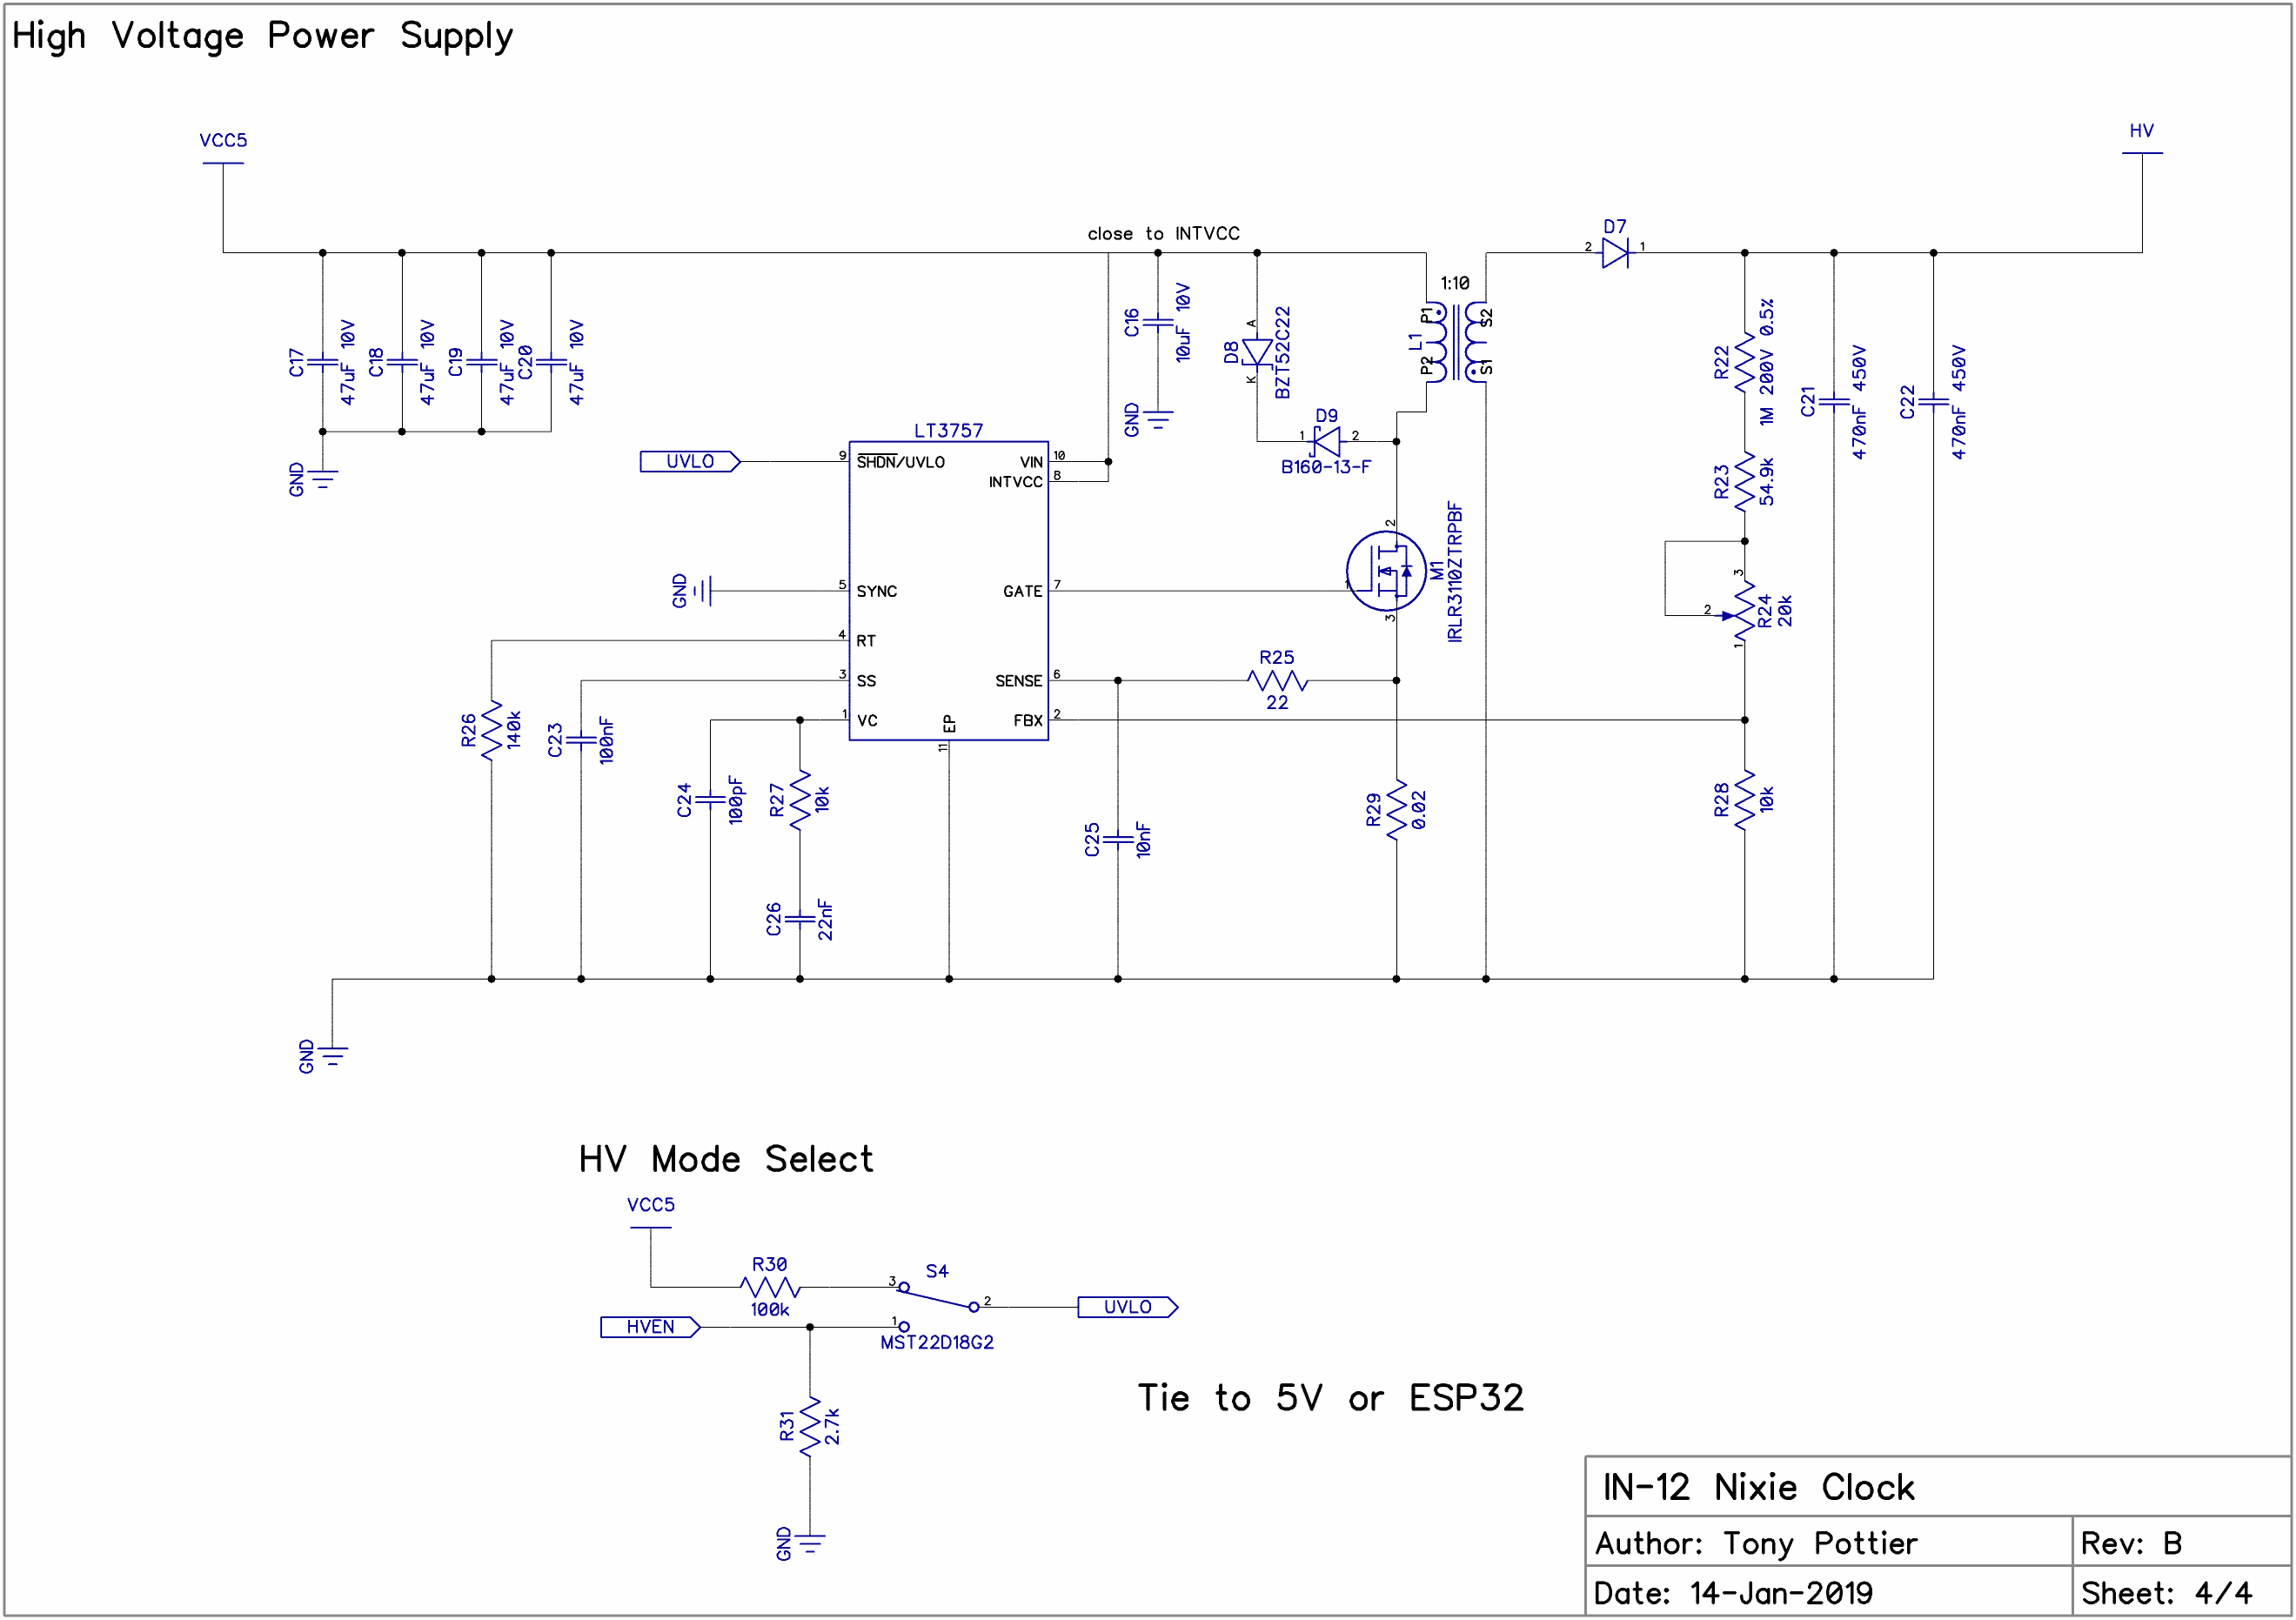 High Voltage Power Supply
VCC5
HV
close to INTVCC
D7
2
1
1:10
C17
47uF 10V
C18
47uF 10V
C19
47uF 10V
C20
47uF 10V
GND
C16
10uF 10V
GND
A
D8
K
BZT52C22
D9
1
2
B160-13-F
P1
L1
P2
S2
S1
R22
1M 200V 0.5%
C21
470nF 450V
C22
470nF 450V
R23
54.9k
LT3757
UVLO
9
SHDN/UVLO
VIN
10
INTVCC
8
2
M1
IRLR3110ZTRPBF
1
3
GND
5
SYNC
GATE
7
3
2
R24
20k
1
4
RT
3
SS
SENSE
6
R25
22
1
VC
EP
11
FBX
2
R26
140k
C23
100nF
C24
100pF
R27
10k
C25
10nF
R29
0.02
R28
10k
C26
22nF
GND
HV Mode Select
VCC5
R30
100k
3
S4
2
UVLO
HVEN
1
MST22D18G2
R31
2.7k
GND
Tie to 5V or ESP32
IN-12 Nixie Clock
Author: Tony Pottier
Rev: B
Date: 14-Jan-2019
Sheet: 4/4